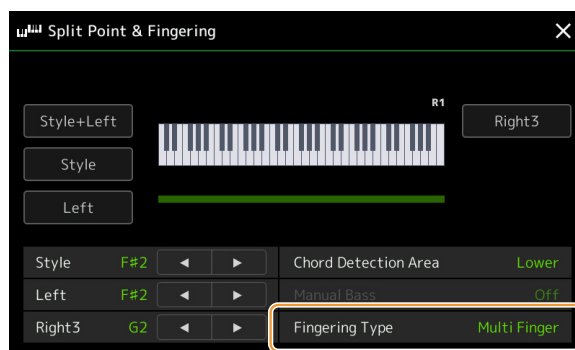 Split Point & Fingering
R1
Style+Left
Right3
Style
Left
Style F♯2 Chord Detection Area Lower
Left F♯2 Manual Bass Off
Right3 G2 Fingering Type Multi Finger